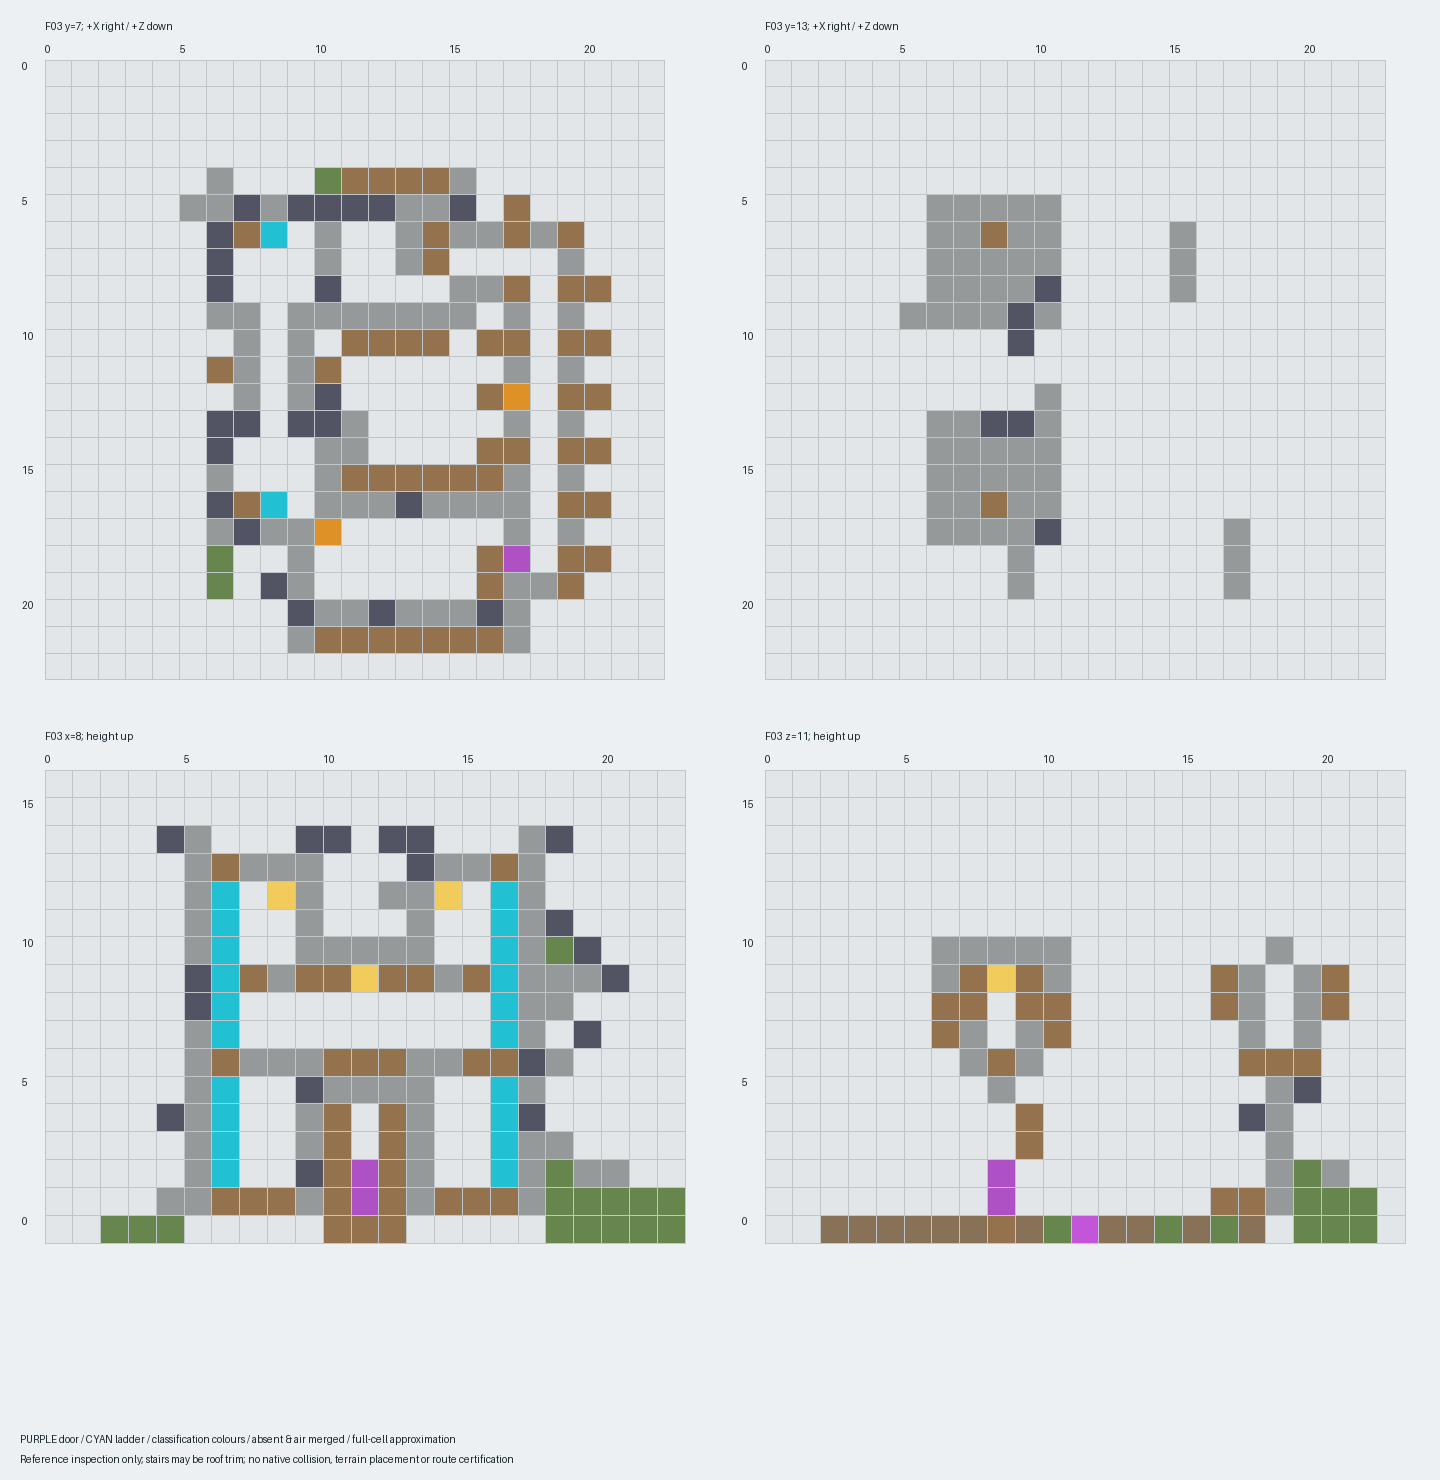 F03 y=7; +X right / +Z down
F03 y=13; +X right / +Z down
0 5 10 15 20
0 5 10 15 20
0
5
10
15
20
0
5
10
15
20
F03 x=8; height up
F03 z=11; height up
0 5 10 15 20
0 5 10 15 20
15
10
5
0
15
10
5
0
PURPLE door / CYAN ladder / classification colours / absent & air merged / full-cell approximation
Reference inspection only; stairs may be roof trim; no native collision, terrain placement or route certification